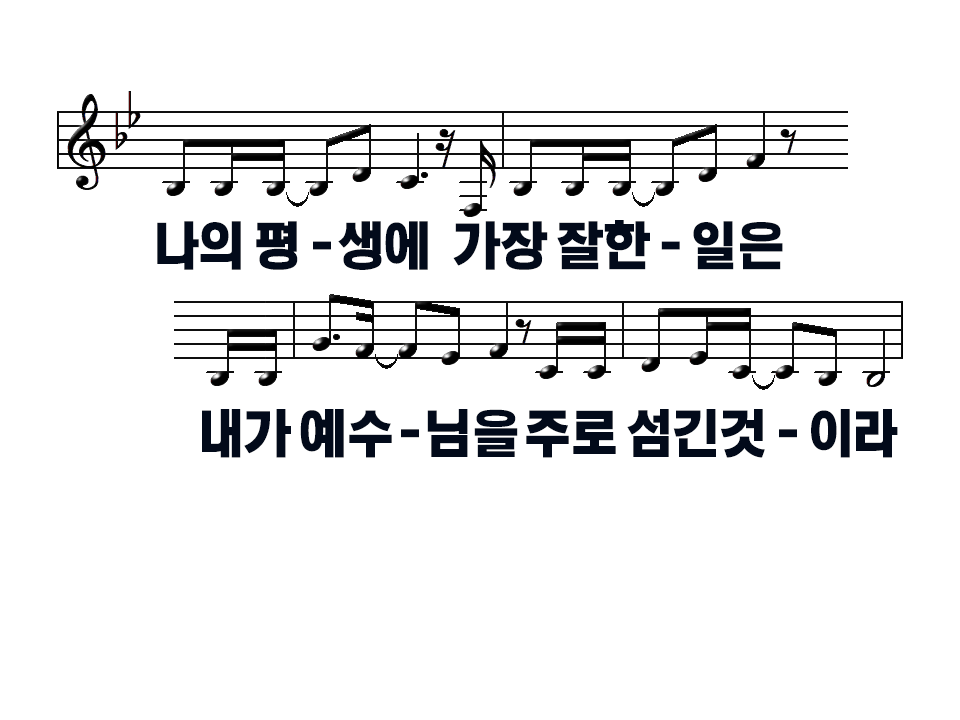 나의 평 - 생에 가장 잘한 - 일은
내가 예수 - 님을 주로 섬긴것 - 이라